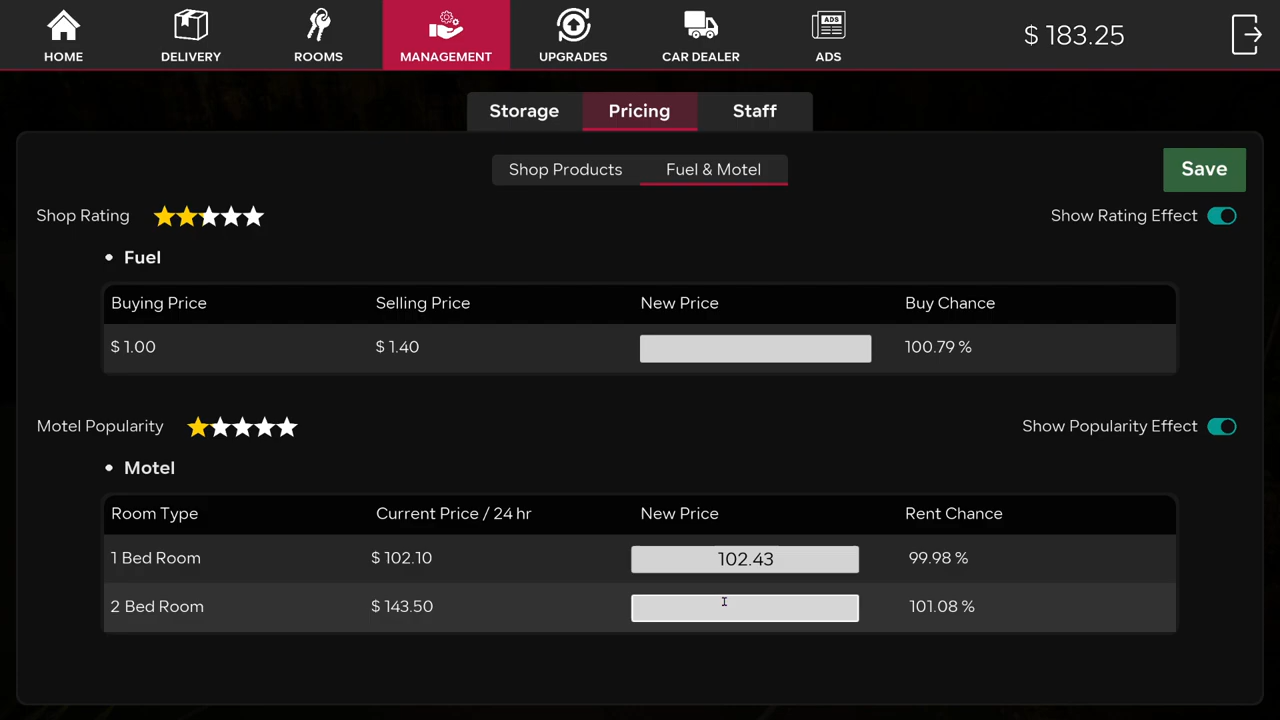 HOME
DELIVERY
ROOMS
MANAGEMENT
UPGRADES
CAR DEALER
ADS
ADS
$ 183.25
Storage
Pricing
Staff
Shop Products
Fuel & Motel
Save
Shop Rating
Show Rating Effect
• Fuel
Buying Price Selling Price New Price Buy Chance
$ 1.00 $ 1.40 100.79 %
Motel Popularity
Show Popularity Effect
• Motel
Room Type Current Price / 24 hr New Price Rent Chance
1 Bed Room $ 102.10 102.43 99.98 %
2 Bed Room $ 143.50 101.08 %